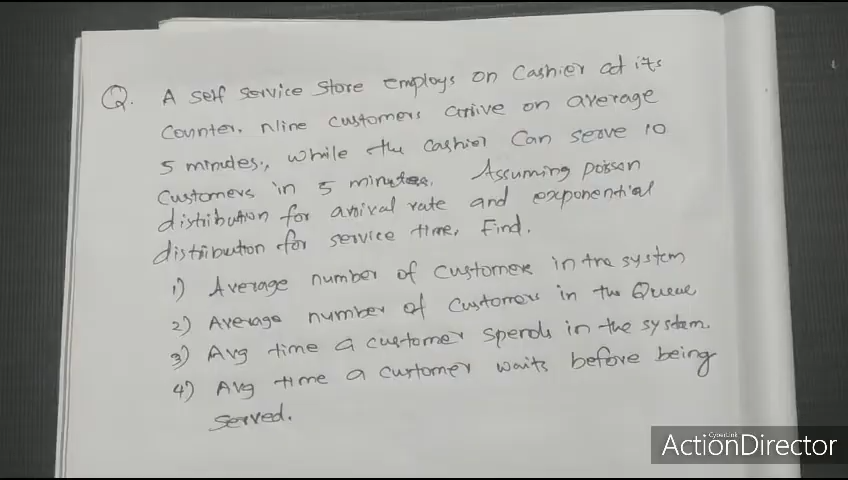 Q. A self service store employs on cashier at its
counter. nline customers arrive on average
5 minutes., while the cashier can serve 10
customers in 5 minutes. Assuming poisson
distribution for arrival rate and exponential
distribution for service time, Find.
1) Average number of customers in the system
2) Average number of customers in the Queue
3) Avg time a customer spends in the system.
4) Avg time a customer waits before being
served.
CyberLink
ActionDirector